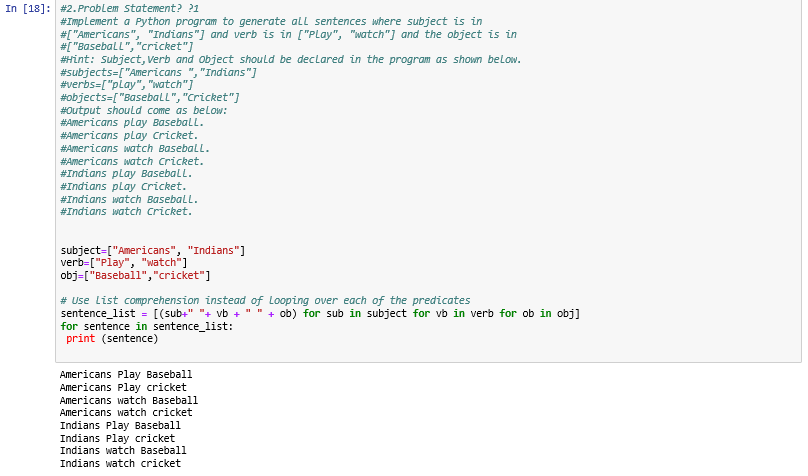 In [18]: #2.Problem Statement? ?1
#Implement a Python program to generate all sentences where subject is in
#["Americans", "Indians"] and verb is in ["Play", "watch"] and the object is in
#["Baseball","cricket"]
#Hint: Subject,Verb and Object should be declared in the program as shown below.
#subjects=["Americans ","Indians"]
#verbs=["play","watch"]
#objects=["Baseball","Cricket"]
#Output should come as below:
#Americans play Baseball.
#Americans play Cricket.
#Americans watch Baseball.
#Americans watch Cricket.
#Indians play Baseball.
#Indians play Cricket.
#Indians watch Baseball.
#Indians watch Cricket.
subject=["Americans", "Indians"]
verb=["Play", "watch"]
obj=["Baseball","cricket"]
# Use list comprehension instead of looping over each of the predicates
sentence_list = [(sub+" "+ vb + " " + ob) for sub in subject for vb in verb for ob in obj]
for sentence in sentence_list:
print (sentence)
Americans Play Baseball
Americans Play cricket
Americans watch Baseball
Americans watch cricket
Indians Play Baseball
Indians Play cricket
Indians watch Baseball
Indians watch cricket